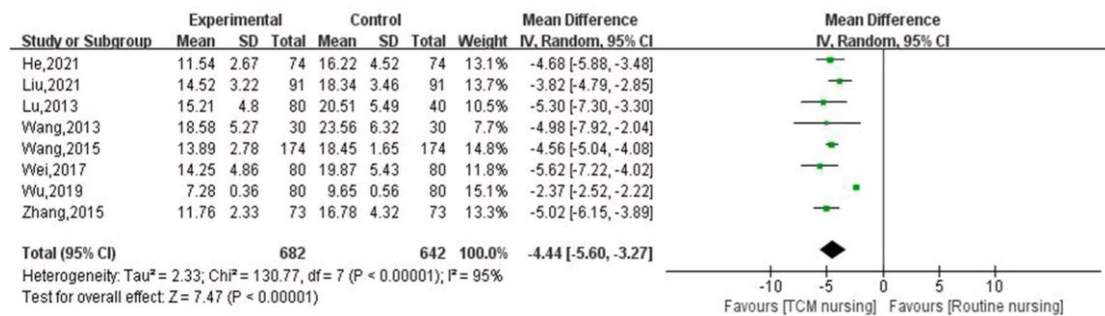 Experimental Control Mean Difference Mean Difference
Study or Subgroup Mean SD Total Mean SD Total Weight IV, Random, 95% CI IV, Random, 95% CI
He,2021 11.54 2.67 74 16.22 4.52 74 13.1% -4.68 [-5.88, -3.48]
Liu,2021 14.52 3.22 91 18.34 3.46 91 13.7% -3.82 [-4.79, -2.85]
Lu,2013 15.21 4.8 80 20.51 5.49 40 10.5% -5.30 [-7.30, -3.30]
Wang,2013 18.58 5.27 30 23.56 6.32 30 7.7% -4.98 [-7.92, -2.04]
Wang,2015 13.89 2.78 174 18.45 1.65 174 14.8% -4.56 [-5.04, -4.08]
Wei,2017 14.25 4.86 80 19.87 5.43 80 11.8% -5.62 [-7.22, -4.02]
Wu,2019 7.28 0.36 80 9.65 0.56 80 15.1% -2.37 [-2.52, -2.22]
Zhang,2015 11.76 2.33 73 16.78 4.32 73 13.3% -5.02 [-6.15, -3.89]
Total (95% CI) 682 642 100.0% -4.44 [-5.60, -3.27]
Heterogeneity: Tau² = 2.33; Chi² = 130.77, df = 7 (P < 0.00001); I² = 95%
Test for overall effect: Z = 7.47 (P < 0.00001)
-10 -5 0 5 10
Favours [TCM nursing] Favours [Routine nursing]